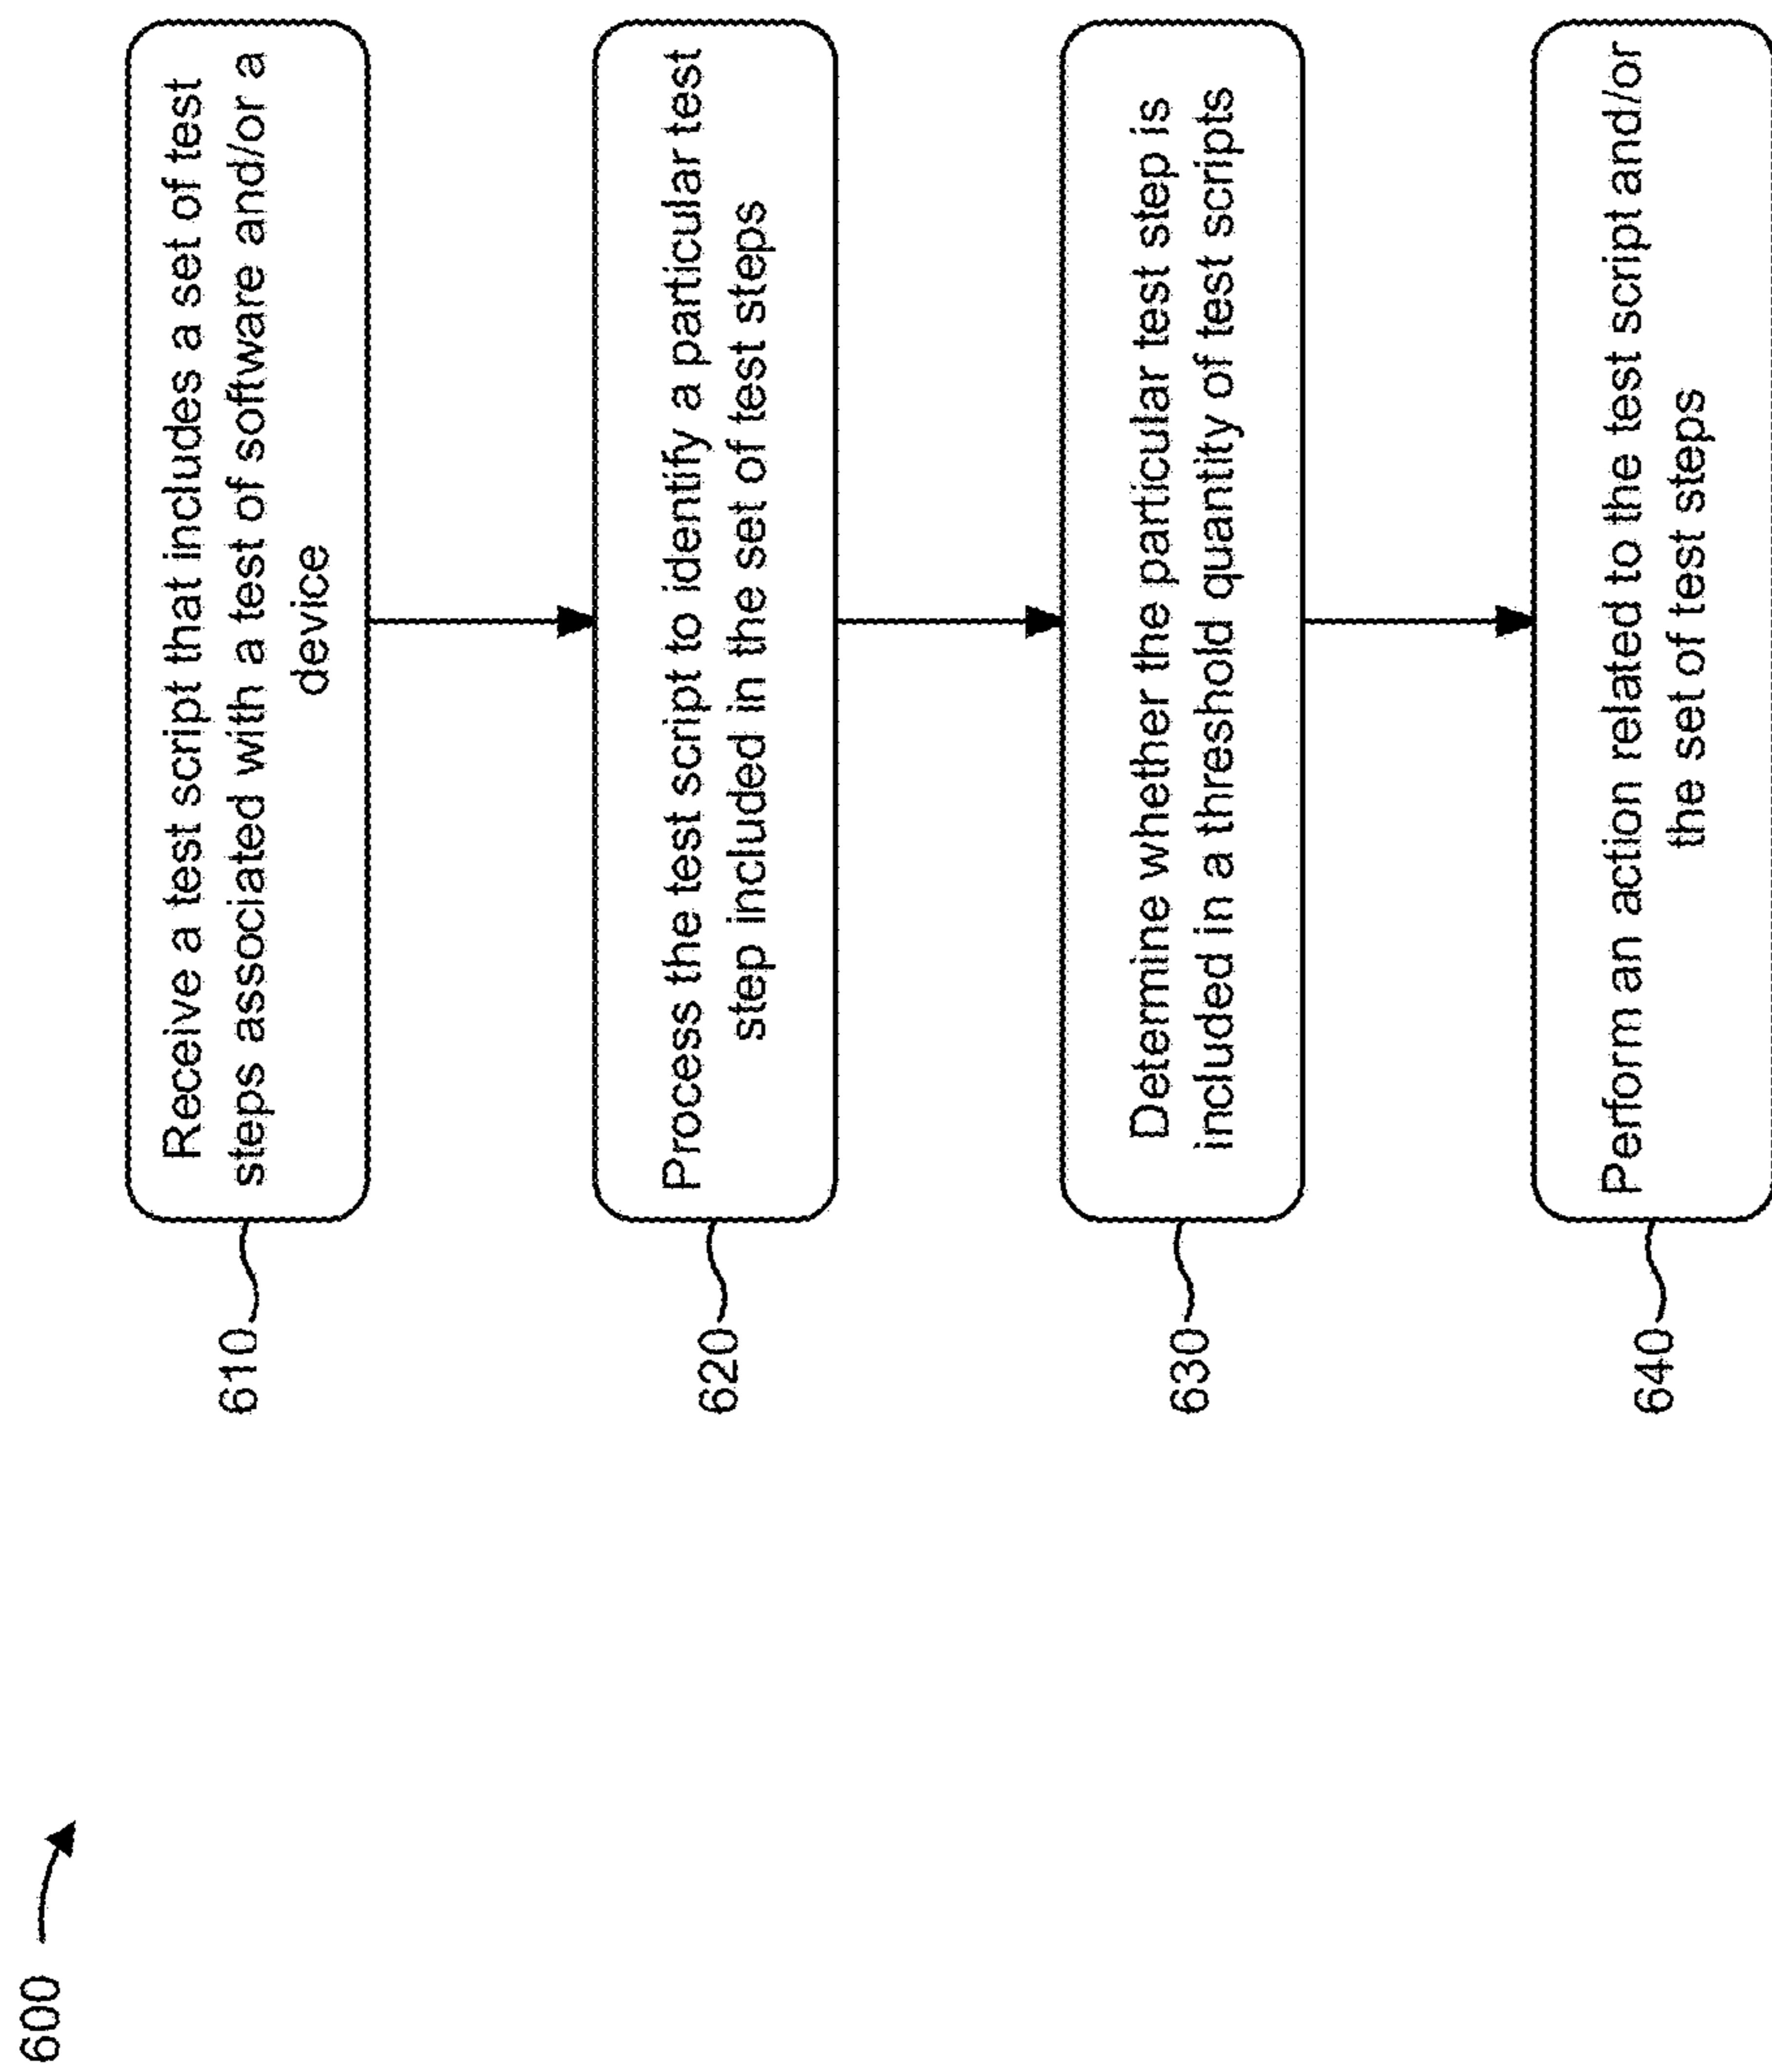 600
610
Receive a test script that includes a set of test
steps associated with a test of software and/or a
device
620
Process the test script to identify a particular test
step included in the set of test steps
630
Determine whether the particular test step is
included in a threshold quantity of test scripts
640
Perform an action related to the test script and/or
the set of test steps